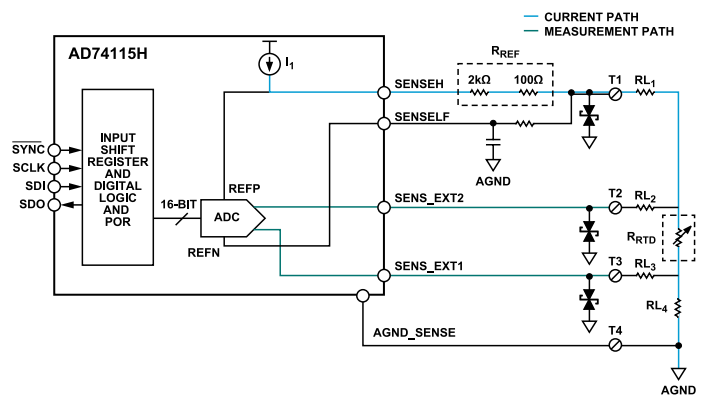 CURRENT PATH
MEASUREMENT PATH
AD74115H
I1
RREF
2kΩ
100Ω
SENSEH
T1
RL1
SENSELF
AGND
SYNC
SCLK
SDI
SDO
INPUT
SHIFT
REGISTER
AND
DIGITAL
LOGIC
AND
POR
16-BIT
REFP
ADC
REFN
SENS_EXT2
T2
RL2
RRTD
SENS_EXT1
T3
RL3
RL4
AGND_SENSE
T4
AGND